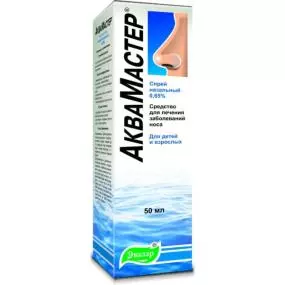 АКВАМАСТЕР®
Спрей
назальный
0,65%
Средство
для лечения
заболеваний
носа
Для детей
и взрослых
50 мл
Эвалар